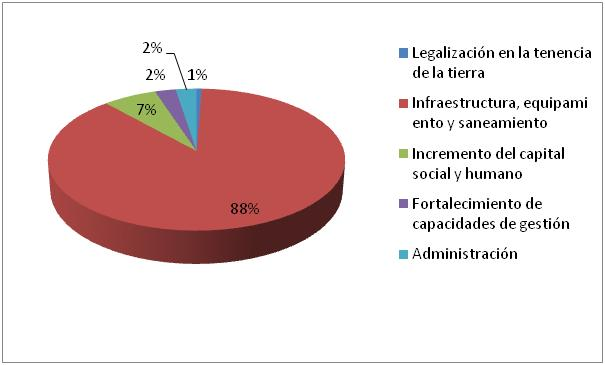 2%
2%
1%
7%
88%
Legalización en la tenencia
de la tierra
Infraestructura, equipami
ento y saneamiento
Incremento del capital
social y humano
Fortalecimiento de
capacidades de gestión
Administración